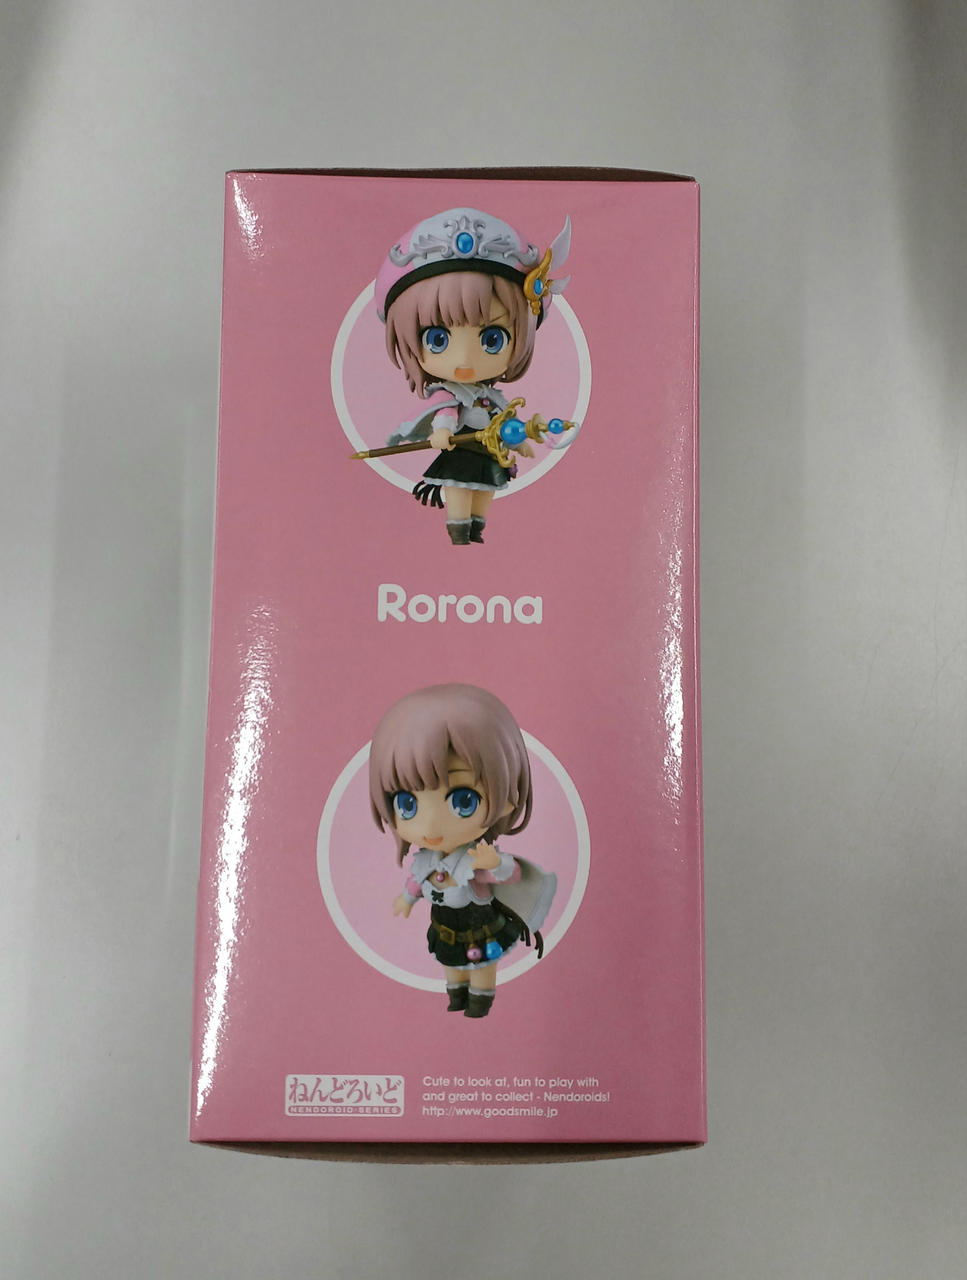 Rorona
ねんどろいど
NENDOROID SERIES
Cute to look at, fun to play with
and great to collect - Nendoroids!
http://www.goodsmile.jp